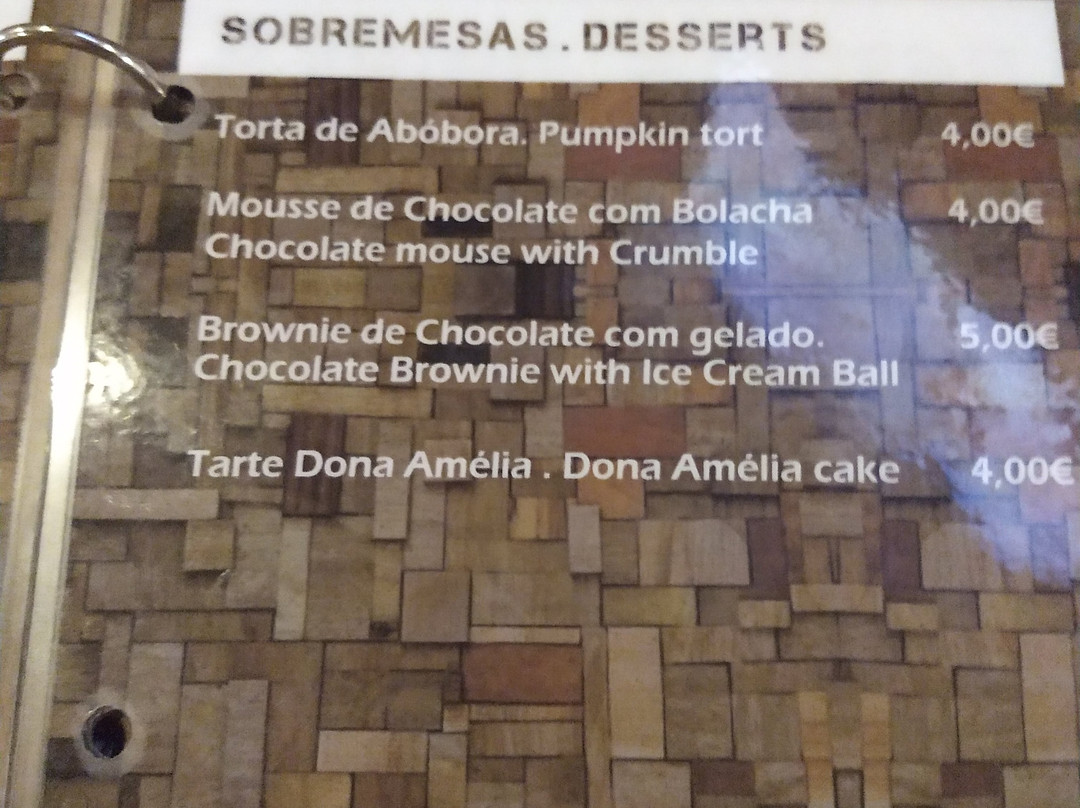 SOBREMESAS.DESSERTS
Torta de Abóbora. Pumpkin tort 4,00€
Mousse de Chocolate com Bolacha 4,00€
Chocolate mouse with Crumble
Brownie de Chocolate com gelado. 5,00€
Chocolate Brownie with Ice Cream Ball
Tarte Dona Amélia . Dona Amélia cake 4,00€